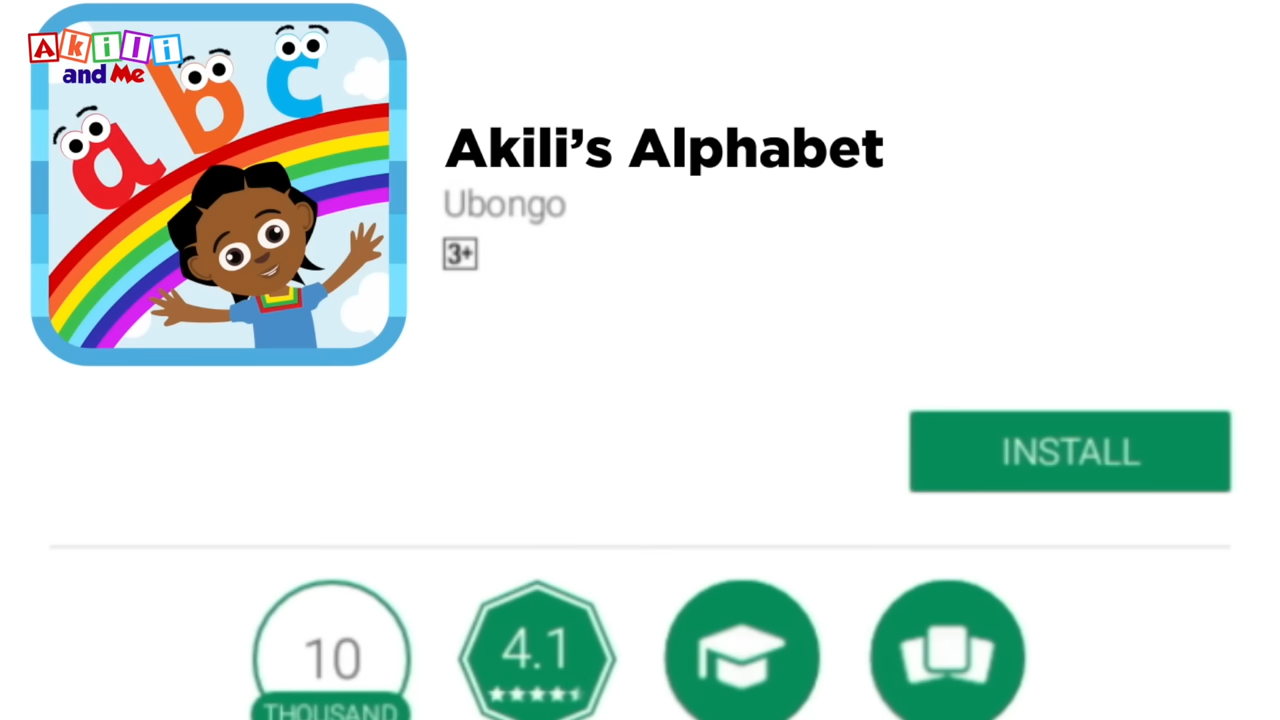 Akili
and Me
a b c
Akili's Alphabet
Ubongo
3+
INSTALL
10
THOUSAND
4.1